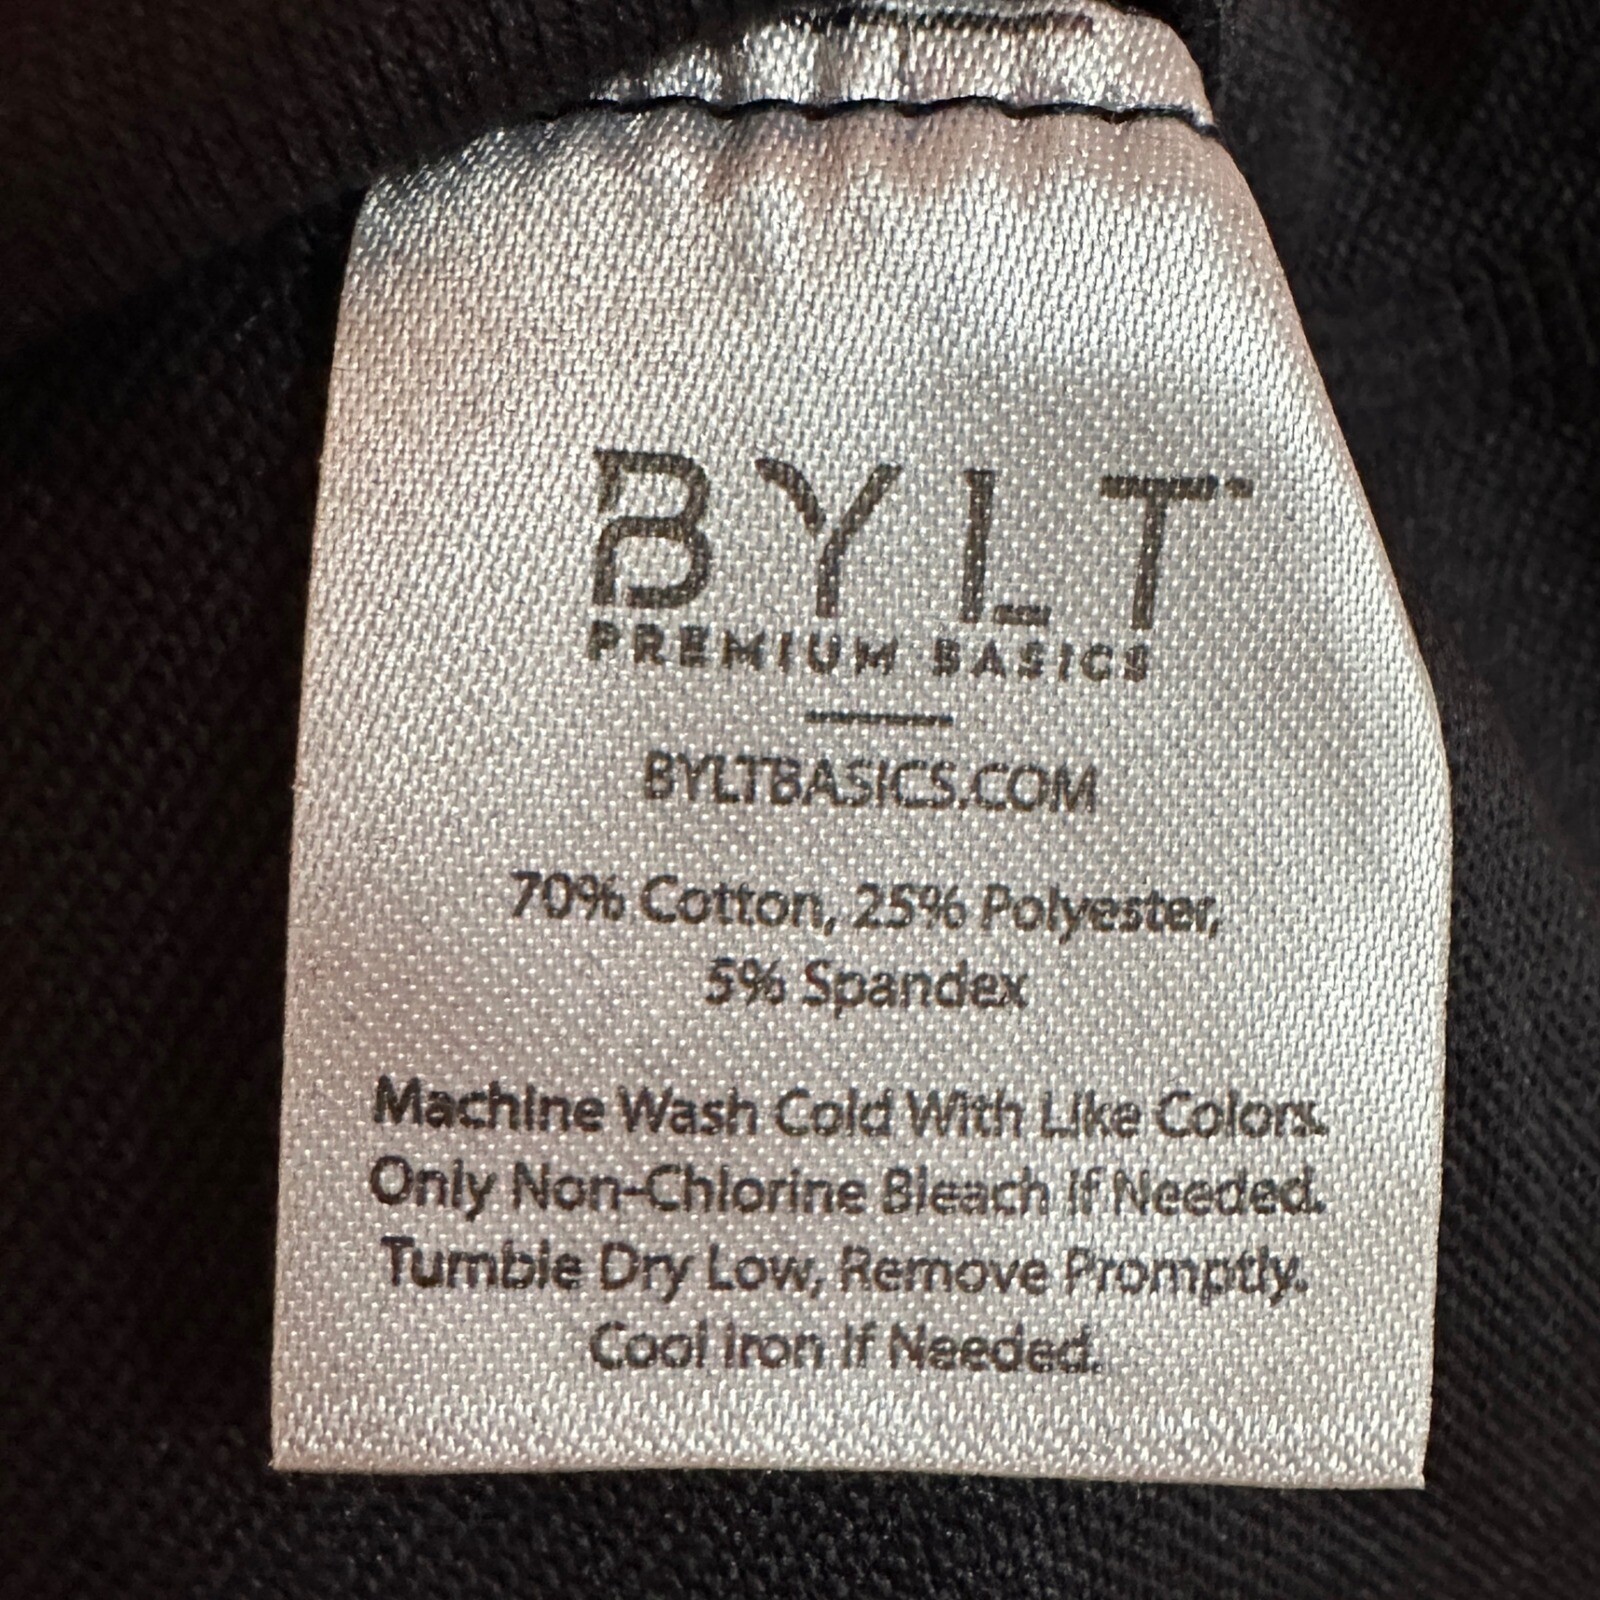 BYLT
PREMIUM BASICS
BYLTBASICS.COM
70% Cotton, 25% Polyester,
5% Spandex
Machine Wash Cold With Like Colors.
Only Non-Chlorine Bleach If Needed.
Tumble Dry Low, Remove Promptly.
Cool Iron If Needed.